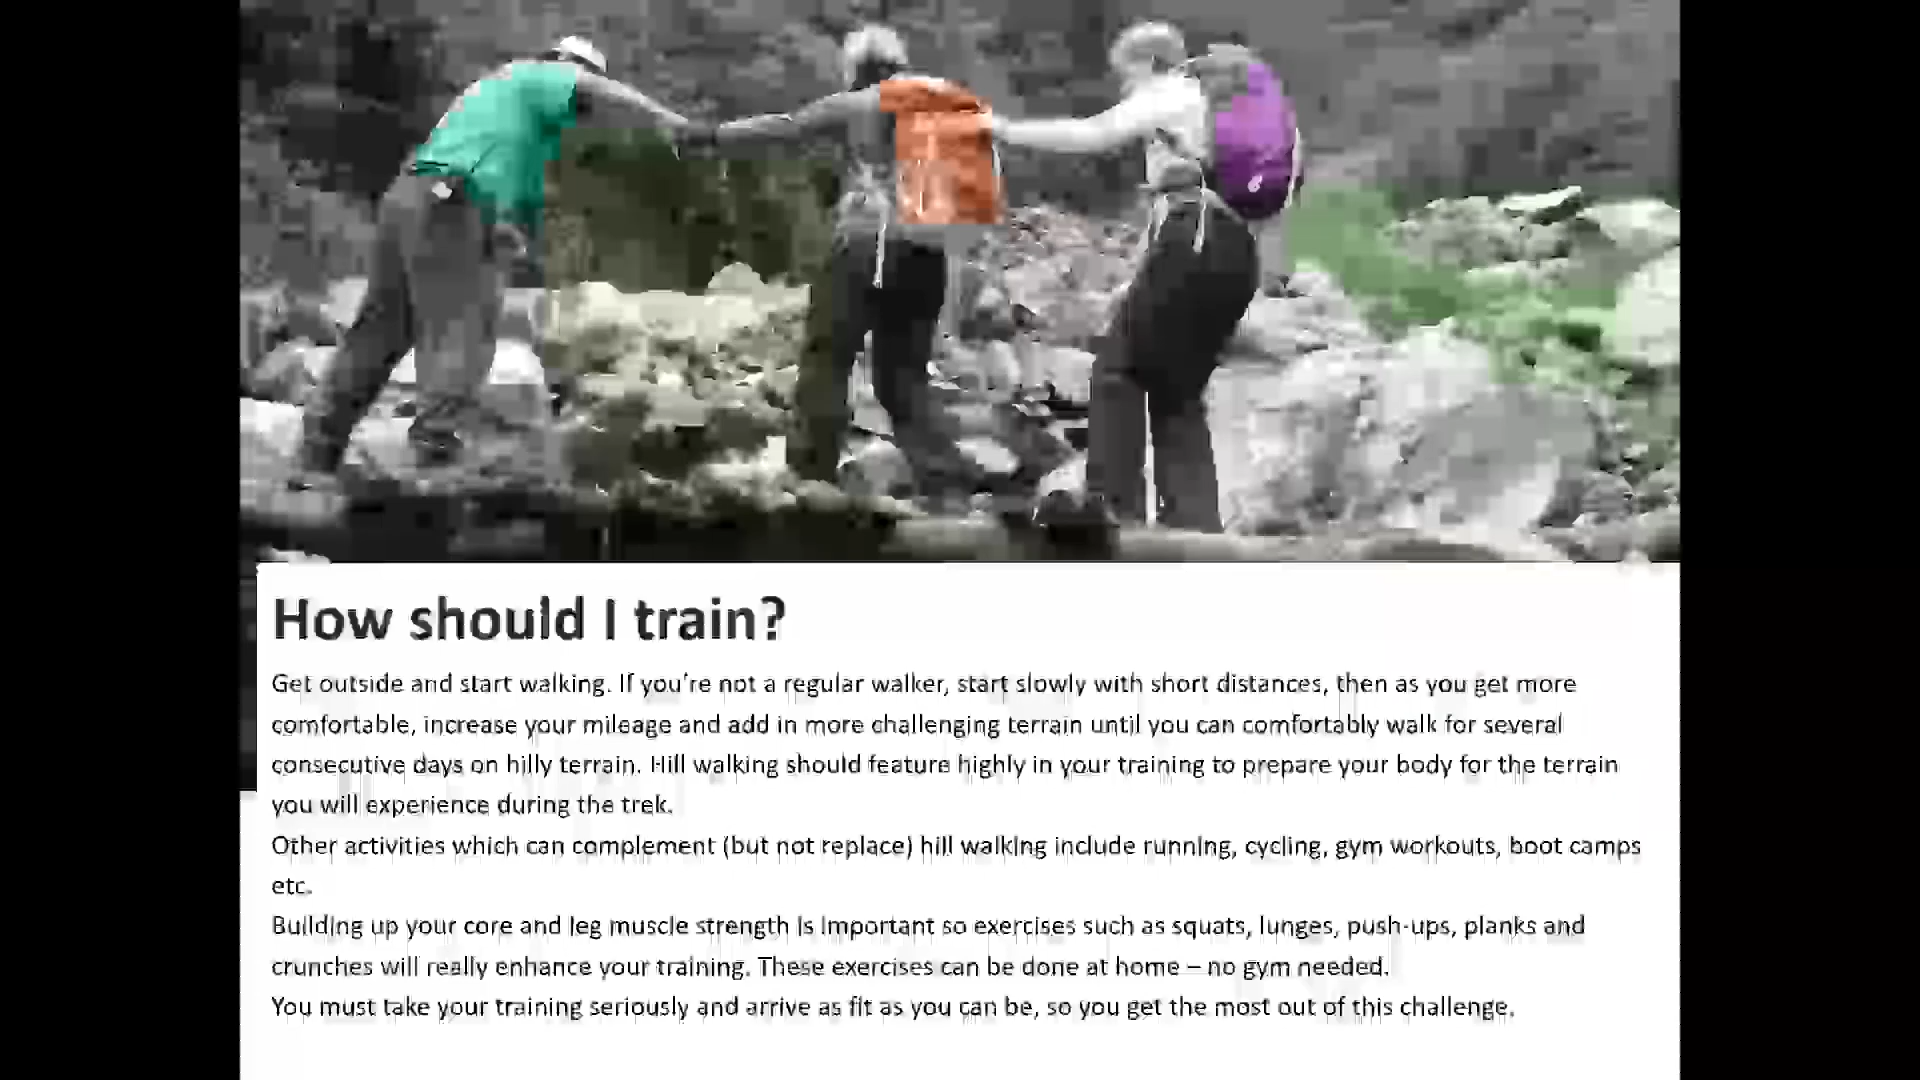 How should I train?
Get outside and start walking. If you're not a regular walker, start slowly with short distances, then as you get more
comfortable, increase your mileage and add in more challenging terrain until you can comfortably walk for several
consecutive days on hilly terrain. Hill walking should feature highly in your training to prepare your body for the terrain
you will experience during the trek.
Other activities which can complement (but not replace) hill walking include running, cycling, gym workouts, boot camps
etc.
Building up your core and leg muscle strength is important so exercises such as squats, lunges, push-ups, planks and
crunches will really enhance your training. These exercises can be done at home – no gym needed.
You must take your training seriously and arrive as fit as you can be, so you get the most out of this challenge.